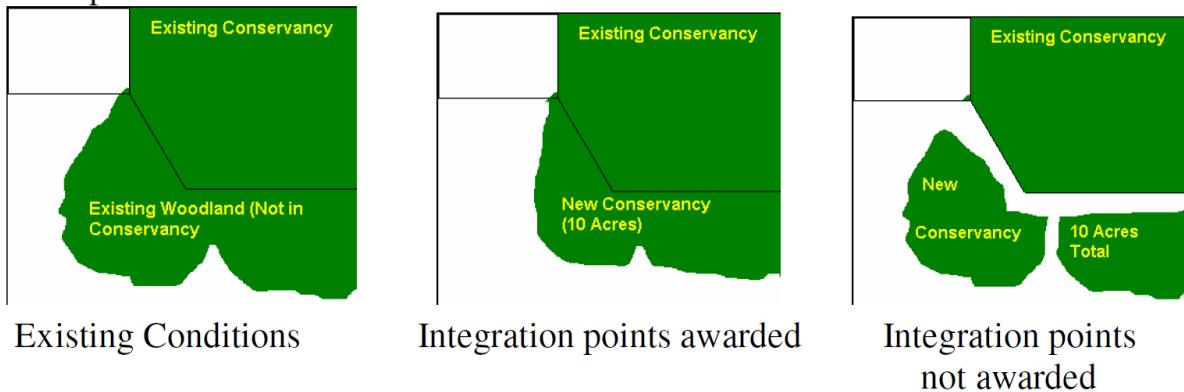 Existing Conservancy
Existing Woodland (Not in
Conservancy
Existing Conditions
Existing Conservancy
New Conservancy
(10 Acres)
Integration points awarded
Existing Conservancy
New
Conservancy
10 Acres
Total
Integration points
not awarded